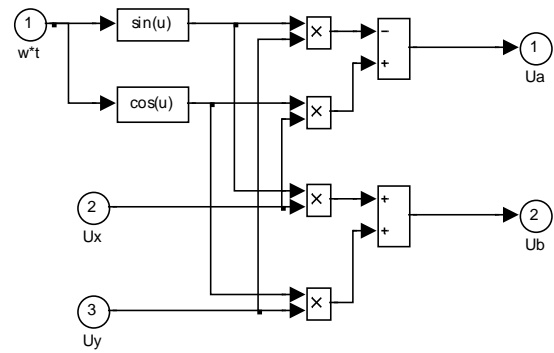 1
w*t
sin(u)
cos(u)
2
Ux
3
Uy
×
×
×
×
−
+
+
+
1
Ua
2
Ub